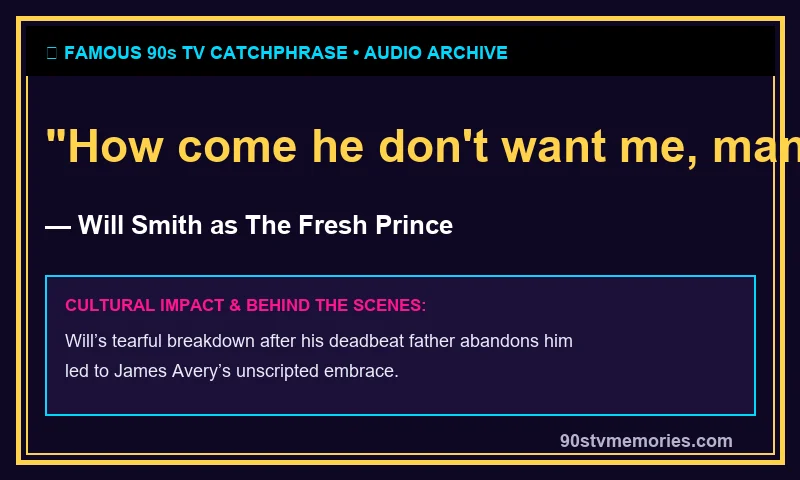 FAMOUS 90s TV CATCHPHRASE • AUDIO ARCHIVE
"How come he don't want me, man
— Will Smith as The Fresh Prince
CULTURAL IMPACT & BEHIND THE SCENES:
Will’s tearful breakdown after his deadbeat father abandons him
led to James Avery’s unscripted embrace.
90stvmemories.com